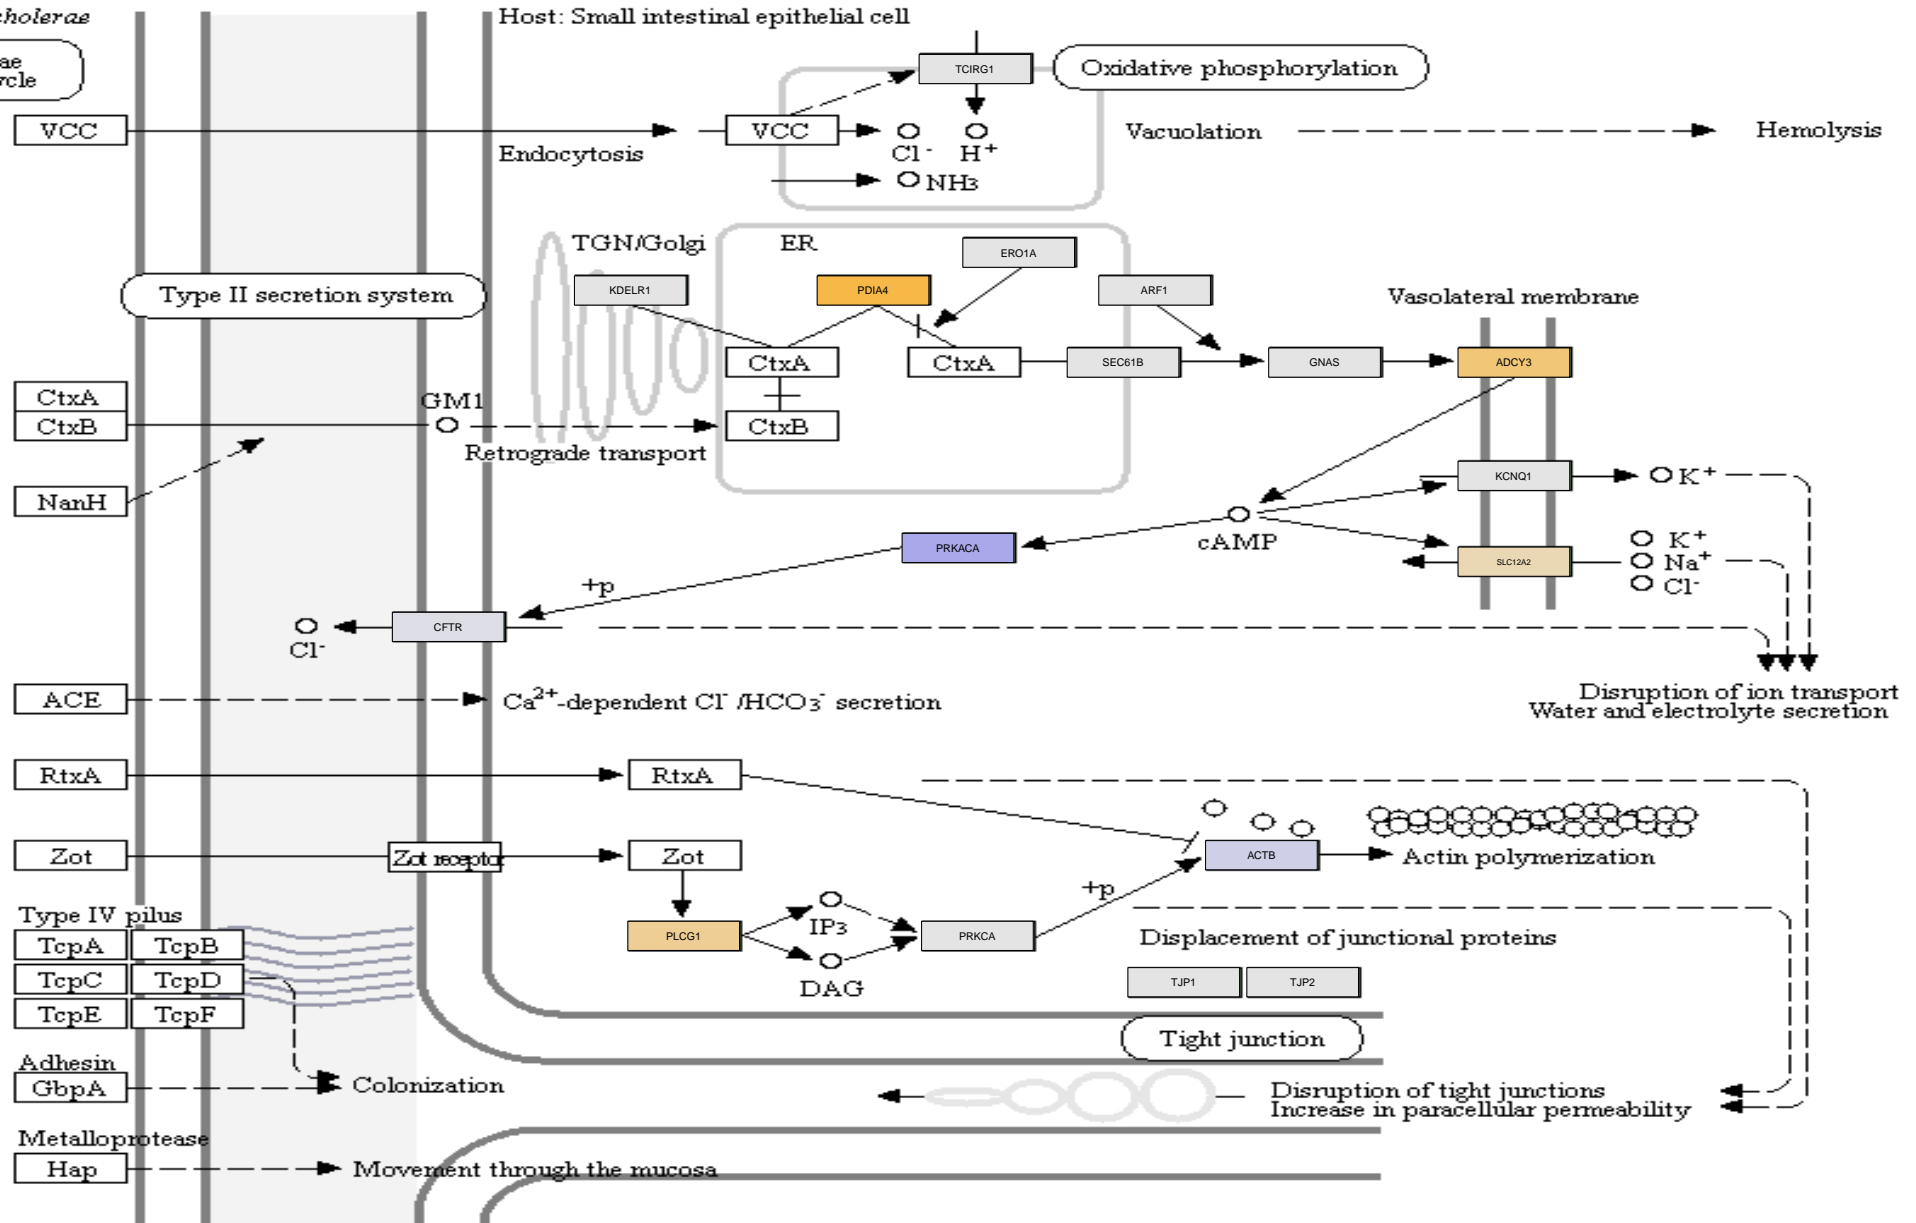 cholerae
Host: Small intestinal epithelial cell
ae
ycle
TCIRG1
Oxidative phosphorylation
VCC
VCC
Cl-
H+
Vacuolation
Hemolysis
Endocytosis
NH3
TGN/Golgi
ER
ERO1A
Type II secretion system
KDELR1
PDIA4
ARF1
Vasolateral membrane
CtxA
CtxA
SEC61B
GNAS
ADCY3
CtxA
CtxB
GM1
CtxB
Retrograde transport
NanH
KCNQ1
K+
cAMP
PRKACA
SLC12A2
K+
Na+
Cl-
+p
CFTR
Cl-
ACE
Ca2+-dependent Cl- /HCO3- secretion
Disruption of ion transport
Water and electrolyte secretion
RtxA
RtxA
Zot
Zot receptor
Zot
ACTB
Actin polymerization
+p
Type IV pilus
TcpA
TcpB
TcpC
TcpD
TcpE
TcpF
PLCG1
IP3
DAG
PRKCA
Displacement of junctional proteins
TJP1
TJP2
Tight junction
Adhesin
GbpA
Colonization
Disruption of tight junctions
Increase in paracellular permeability
Metalloprotease
Hap
Movement through the mucosa